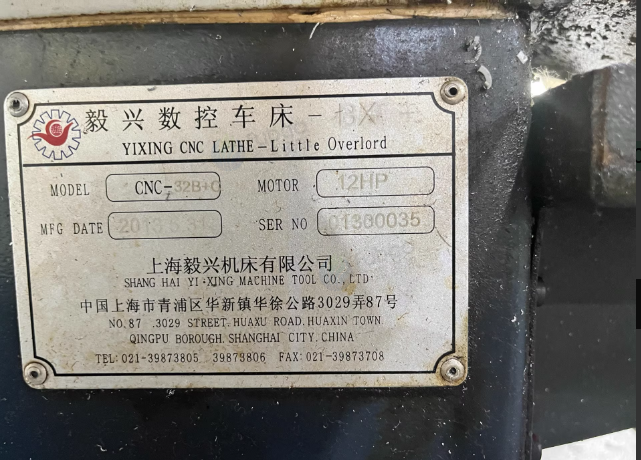 毅兴数控车床-
YIXING CNC LATHE-Little Overlord
MODEL CNC-32B+C MOTOR 12HP
MFG DATE SER NO 01300035
上海毅兴机床有限公司
SHANG HAI YI·XING MACHINE TOOL CO.,LTD·
中国上海市青浦区华新镇华徐公路3029弄87号
NO.87 .3029 STREET.HUAXU ROAD.HUAXIN TOWN.
QINGPU BOROUGH.SHANGHAI CITY.CHINA
TEL:021-39873805 39873806 FAX:021-39873708